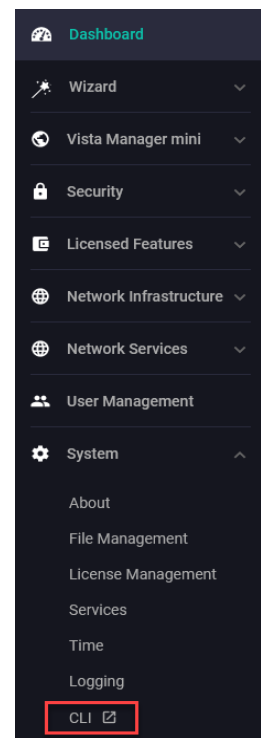 Dashboard
Wizard
Vista Manager mini
Security
Licensed Features
Network Infrastructure
Network Services
User Management
System
About
File Management
License Management
Services
Time
Logging
CLI